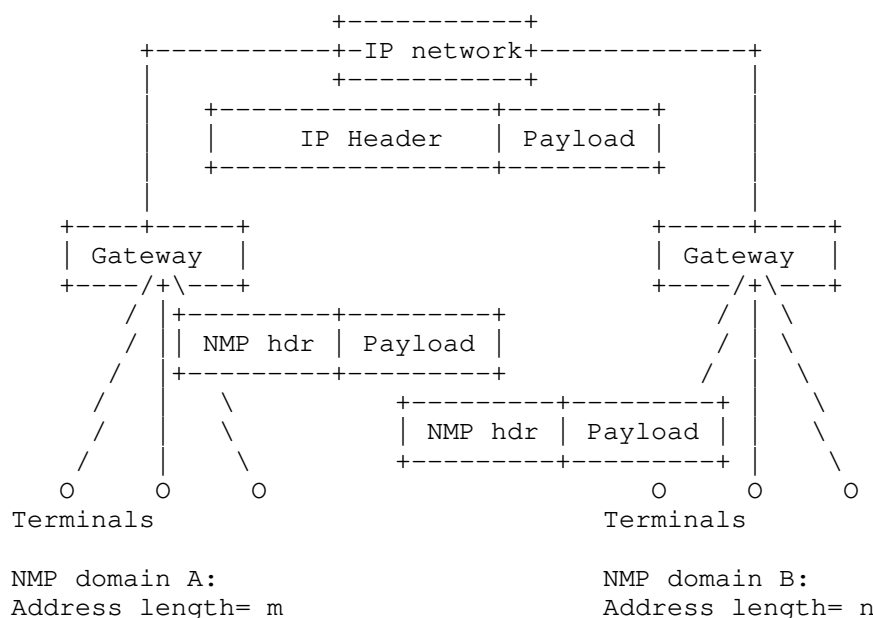 IP network
IP Header Payload
Gateway Gateway
NMP hdr Payload
NMP hdr Payload
O O O O O O
Terminals Terminals
NMP domain A: NMP domain B:
Address length= m Address length= n